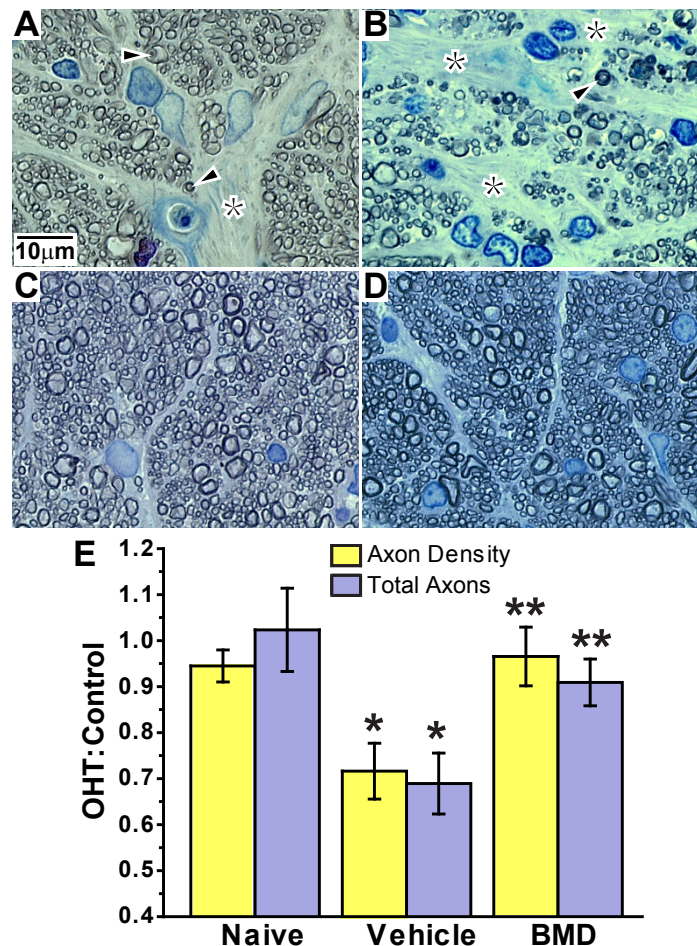 A
B
*
*
*
*
10μm
C
D
E
Axon Density
Total Axons
OHT:Control
1.2
1.1
1.0
0.9
0.8
0.7
0.6
0.5
0.4
*
*
**
**
Naive
Vehicle
BMD